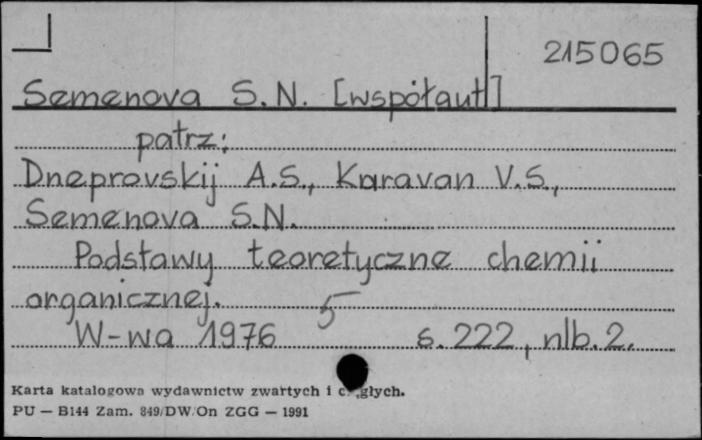 215065
Semenova S.N. [współaut]
patrz:
Dneprovskij A.S., Karavan V.S.,
Semenova S.N.
Podstawy teoretyczne chemii
organicznej. 5
W-wa 1976 s. 222, nlb. 2.
Karta katalogowa wydawnictw zwartych i
PU — B144 Zam. 849/DW/On ZGG — 1991